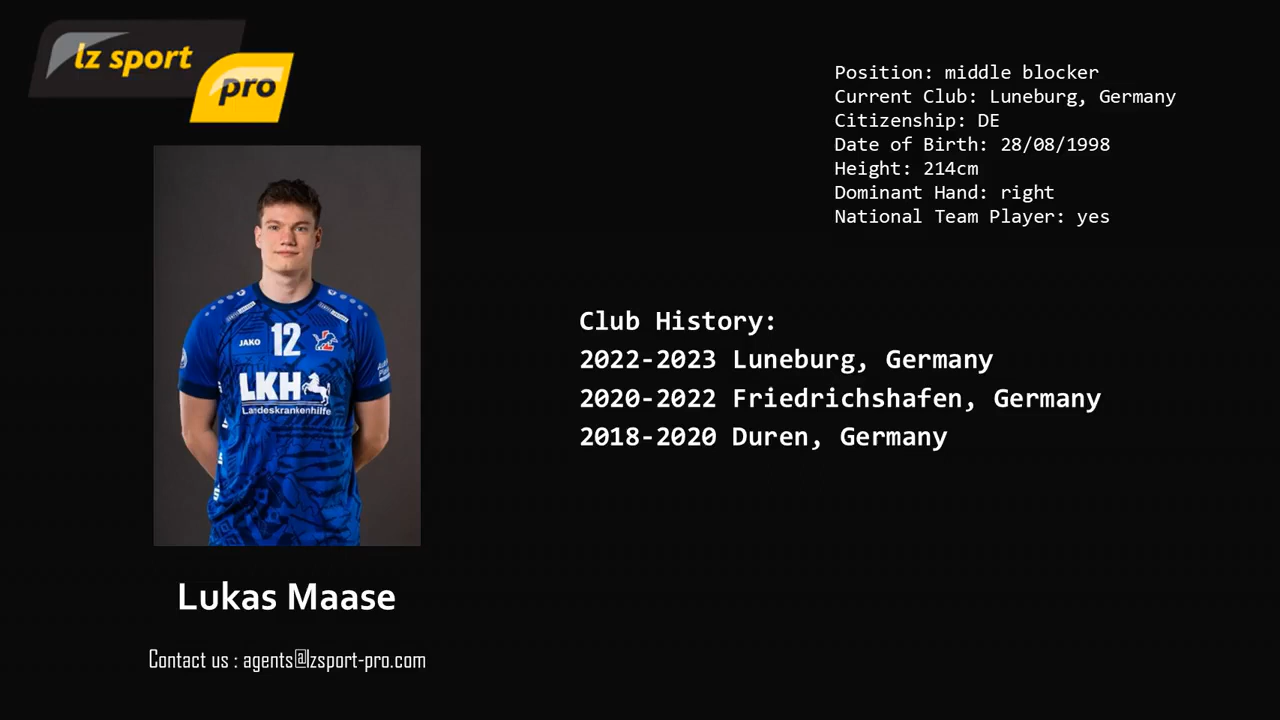 lz sport
pro
Position: middle blocker
Current Club: Luneburg, Germany
Citizenship: DE
Date of Birth: 28/08/1998
Height: 214cm
Dominant Hand: right
National Team Player: yes
Club History:
2022-2023 Luneburg, Germany
2020-2022 Friedrichshafen, Germany
2018-2020 Duren, Germany
JAKO
12
LKH
Landeskrankenhilfe
Lukas Maase
Contact us : agents@lzsport-pro.com